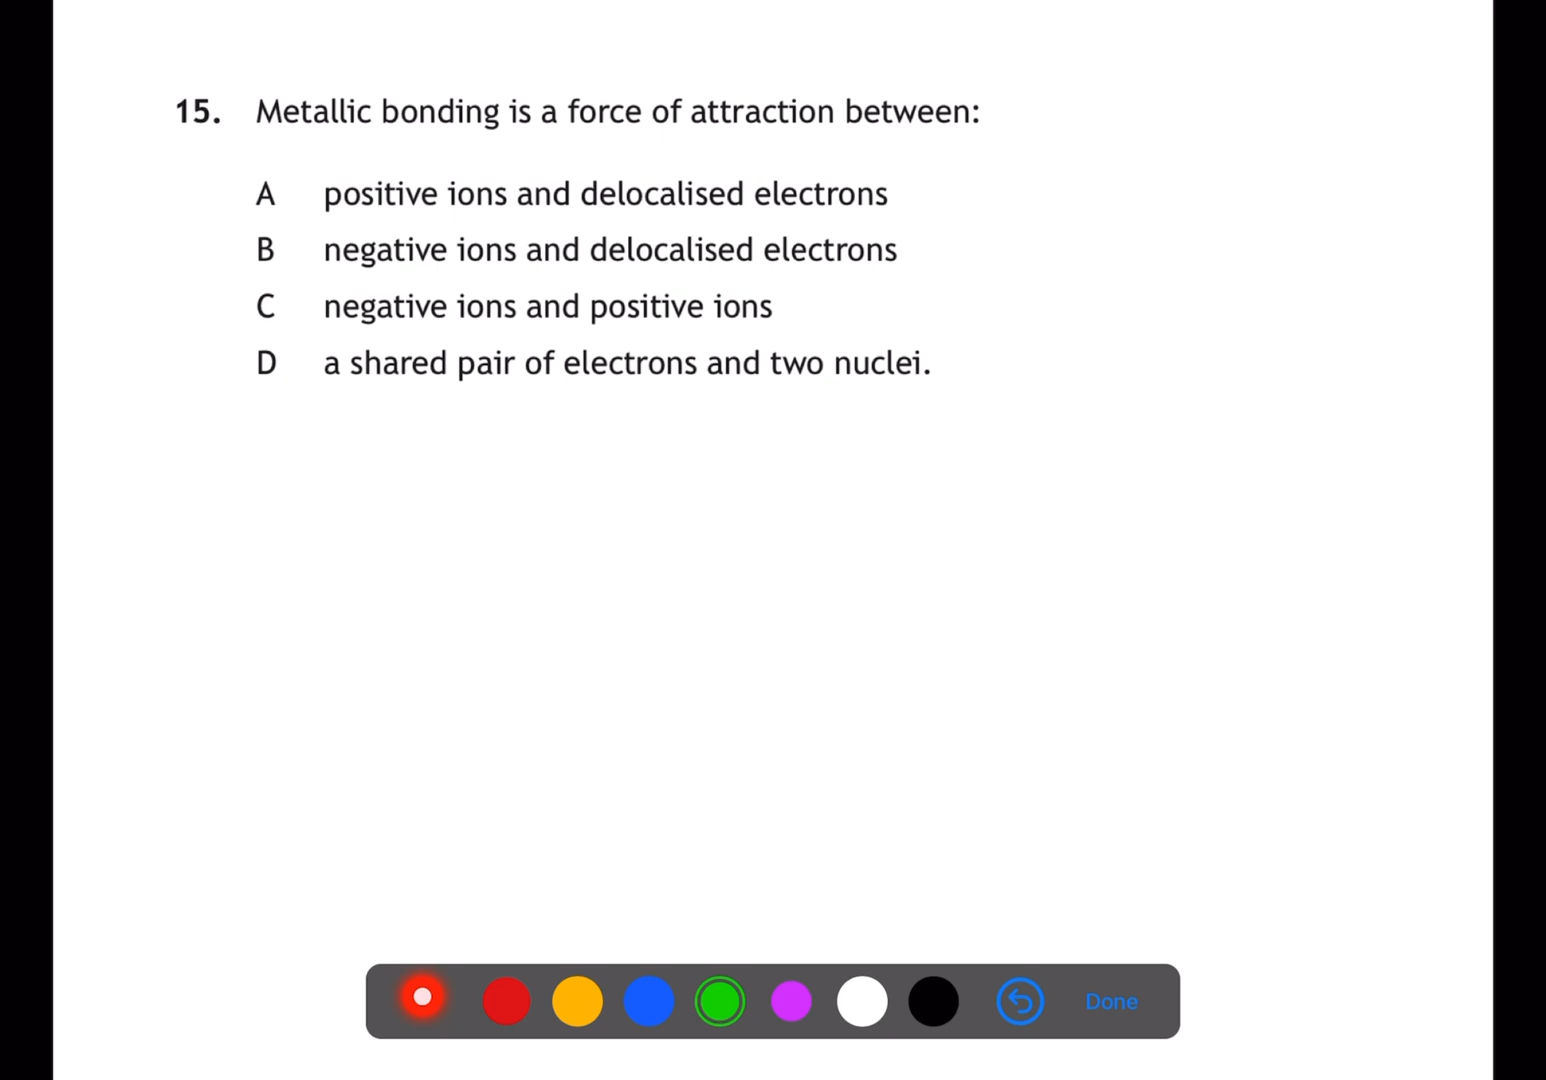 15. Metallic bonding is a force of attraction between:
A positive ions and delocalised electrons
B negative ions and delocalised electrons
C negative ions and positive ions
D a shared pair of electrons and two nuclei.
Done